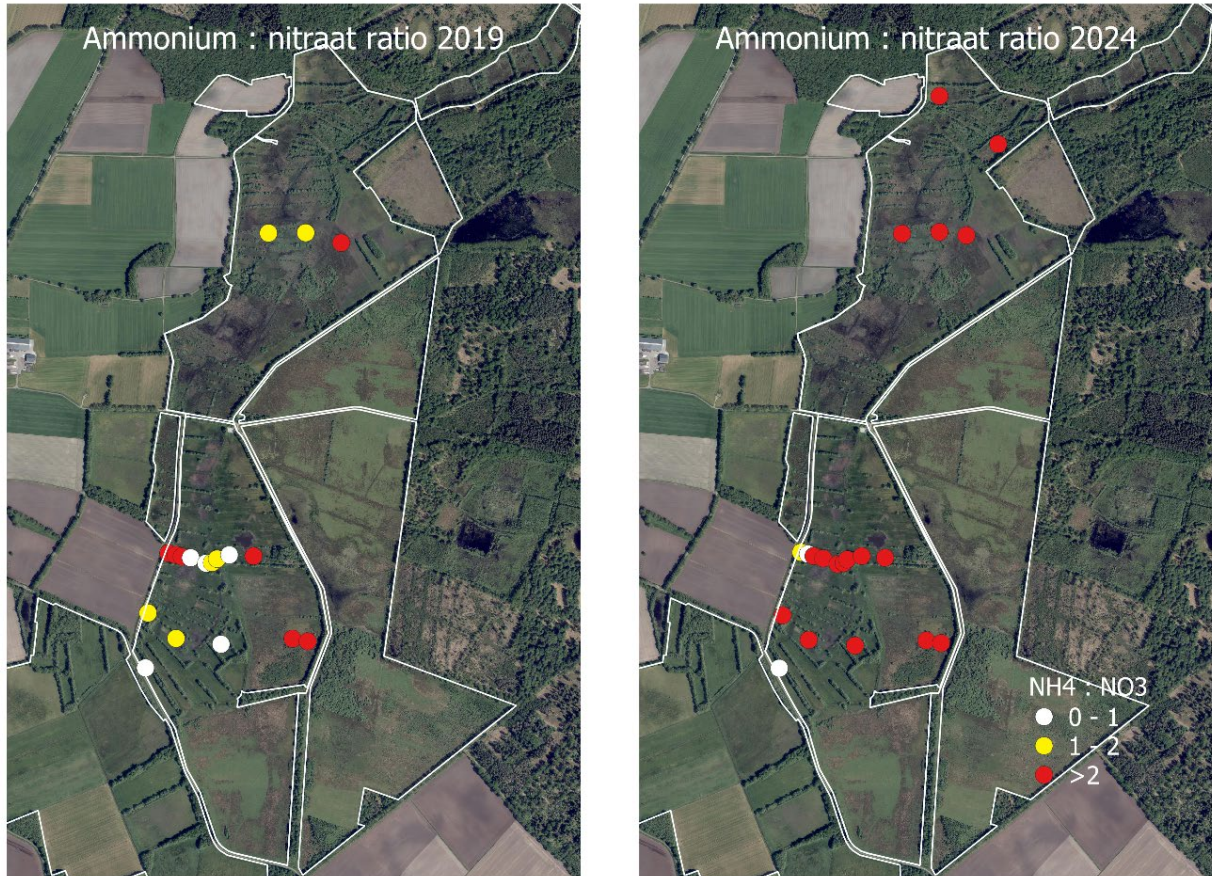 Ammonium : nitraat ratio 2019
Ammonium : nitraat ratio 2024
NH4 : NO3
0 - 1
1 - 2
>2